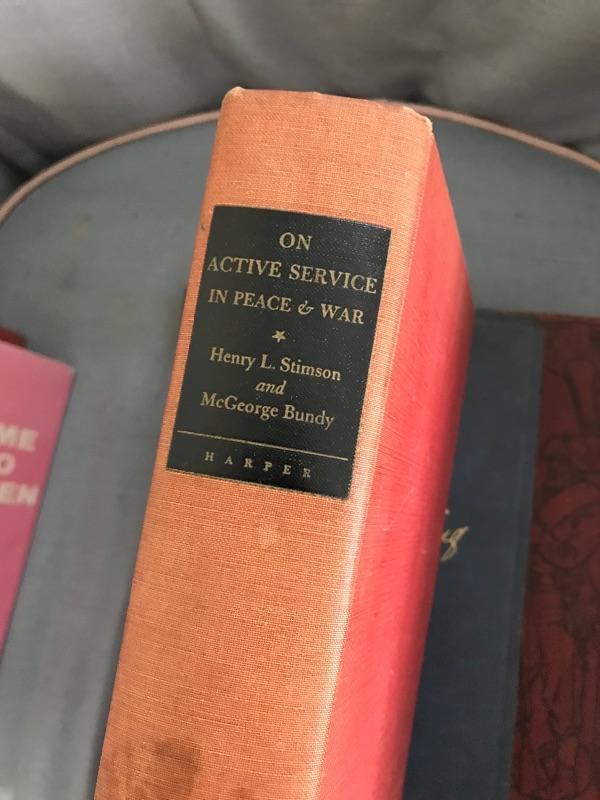 ON
ACTIVE SERVICE
IN PEACE & WAR
Henry L. Stimson
and
McGeorge Bundy
HARPER